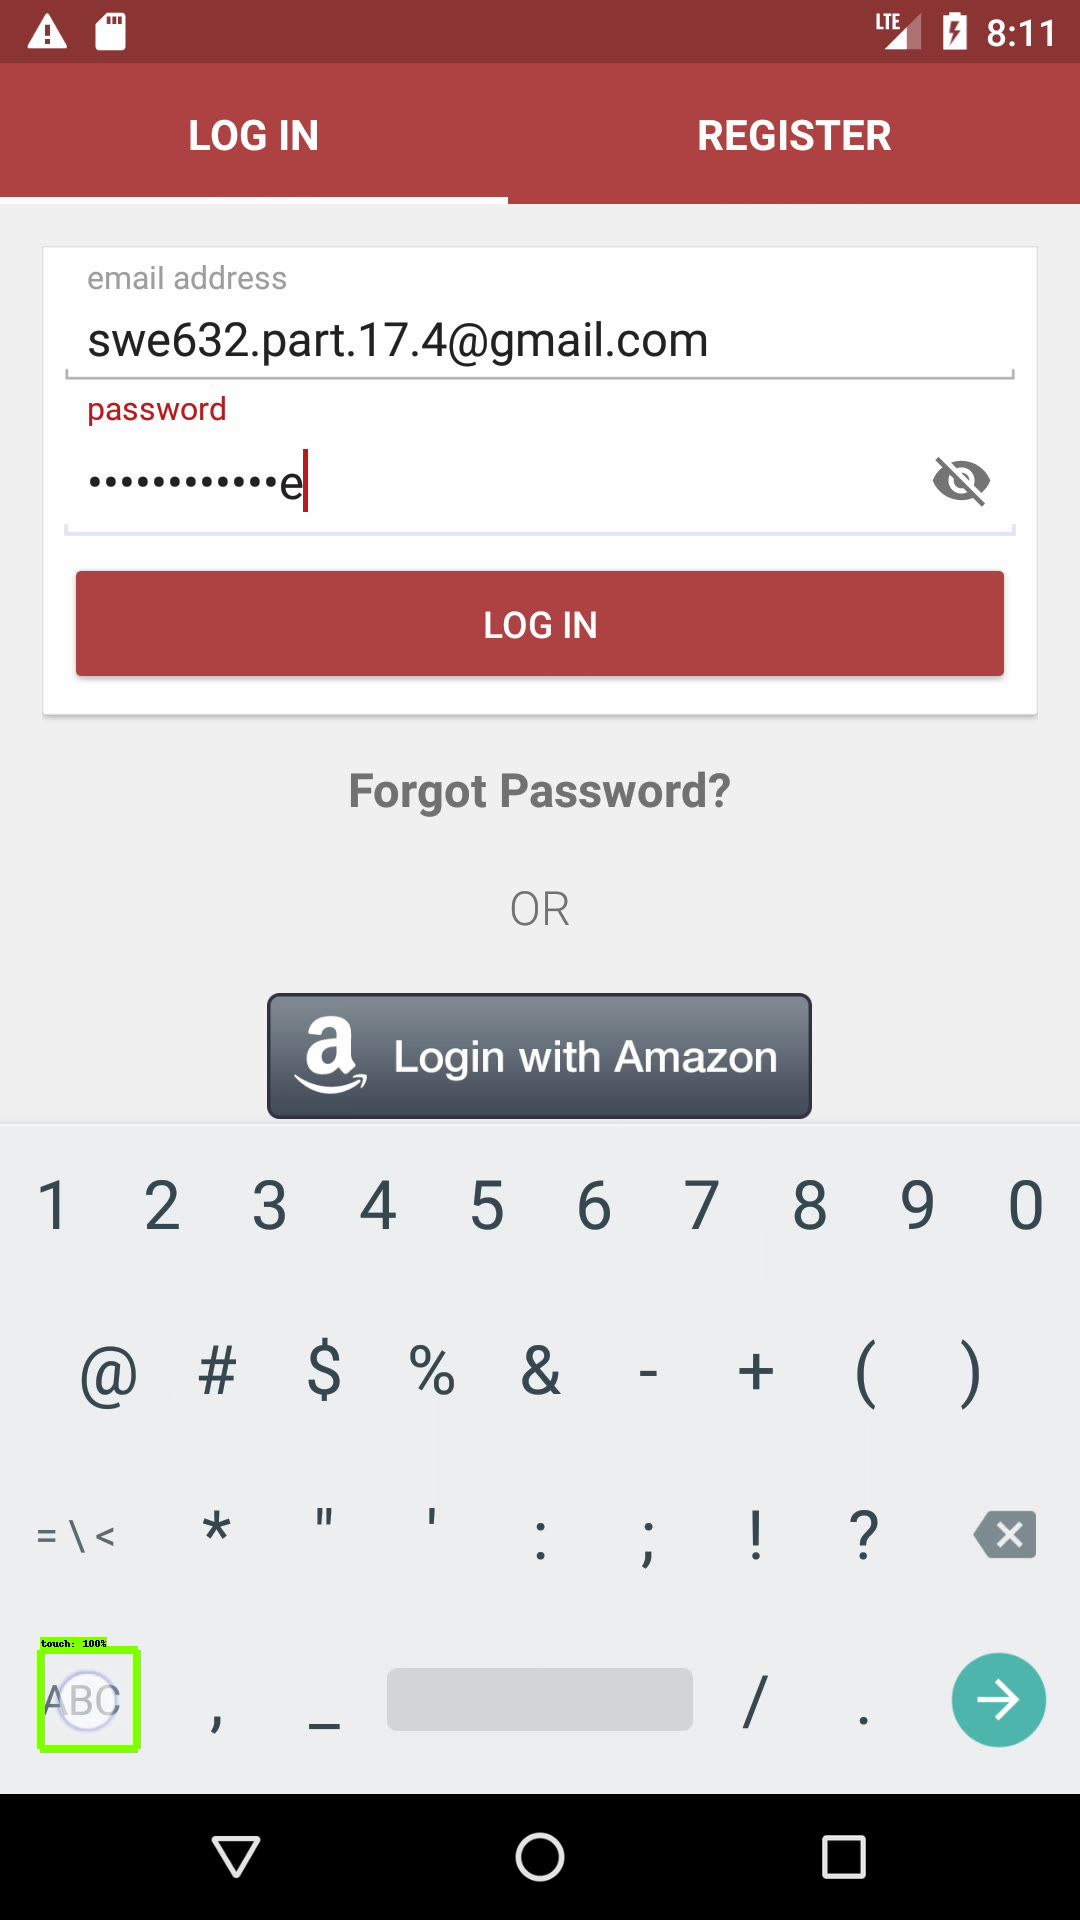 LTE 8:11
LOG IN REGISTER
email address
swe632.part.17.4@gmail.com
password
••••••••••••e
LOG IN
Forgot Password?
OR
a Login with Amazon
1 2 3 4 5 6 7 8 9 0
@ # $ % & - + ( )
= \ < * " ' : ; ! ?
touch: 100%
ABC , _ / .